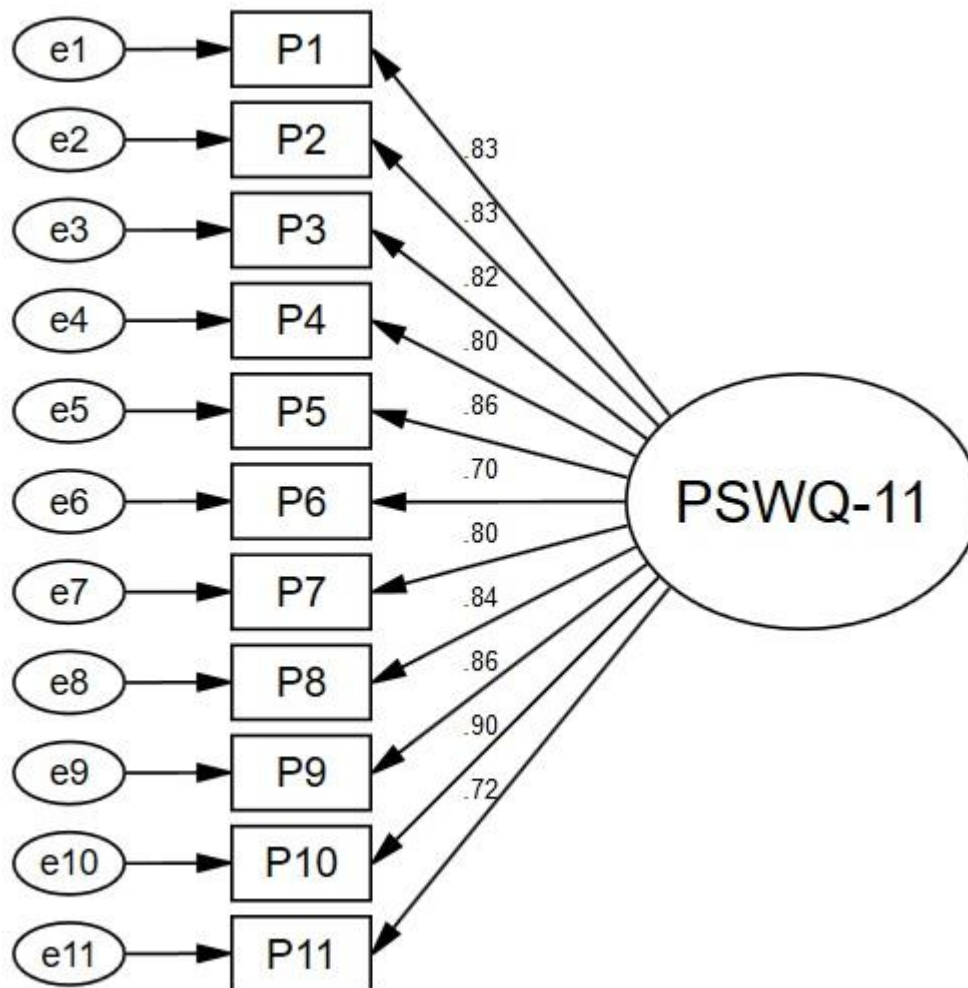 e1 P1
.83
e2 P2
.83
e3 P3
.82
e4 P4
.80
e5 P5
.86
e6 P6
.70
PSWQ-11
e7 P7
.80
e8 P8
.84
e9 P9
.86
e10 P10
.90
e11 P11
.72